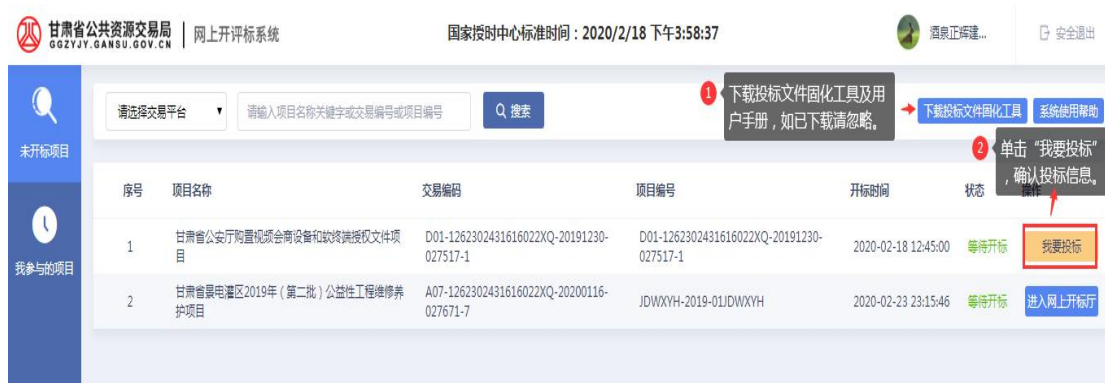 甘肃省公共资源交易局
GGZYJY.GANSU.GOV.CN
网上开评标系统
国家授时中心标准时间：2020/2/18 下午3:58:37
酒泉正辉建...
安全退出
未开标项目
我参与的项目
请选择交易平台
请输入项目名称关键字或交易编号或项目编号
搜索
1
下载投标文件固化工具及用
户手册，如已下载请忽略。
下载投标文件固化工具
系统使用帮助
2
单击“我要投标”
，确认投标信息。
序号 项目名称 交易编码 项目编号 开标时间 状态 操作
1 甘肃省公安厅购置视频会商设备和软终端授权文件项 D01-1262302431616022XQ-20191230- D01-1262302431616022XQ-20191230- 2020-02-18 12:45:00 等待开标 我要投标
目 027517-1 027517-1
2 甘肃省景电灌区2019年（第二批）公益性工程维修养 A07-1262302431616022XQ-20200116- JDWXYH-2019-01JDWXYH 2020-02-23 23:15:46 等待开标 进入网上开标厅
护项目 027671-7